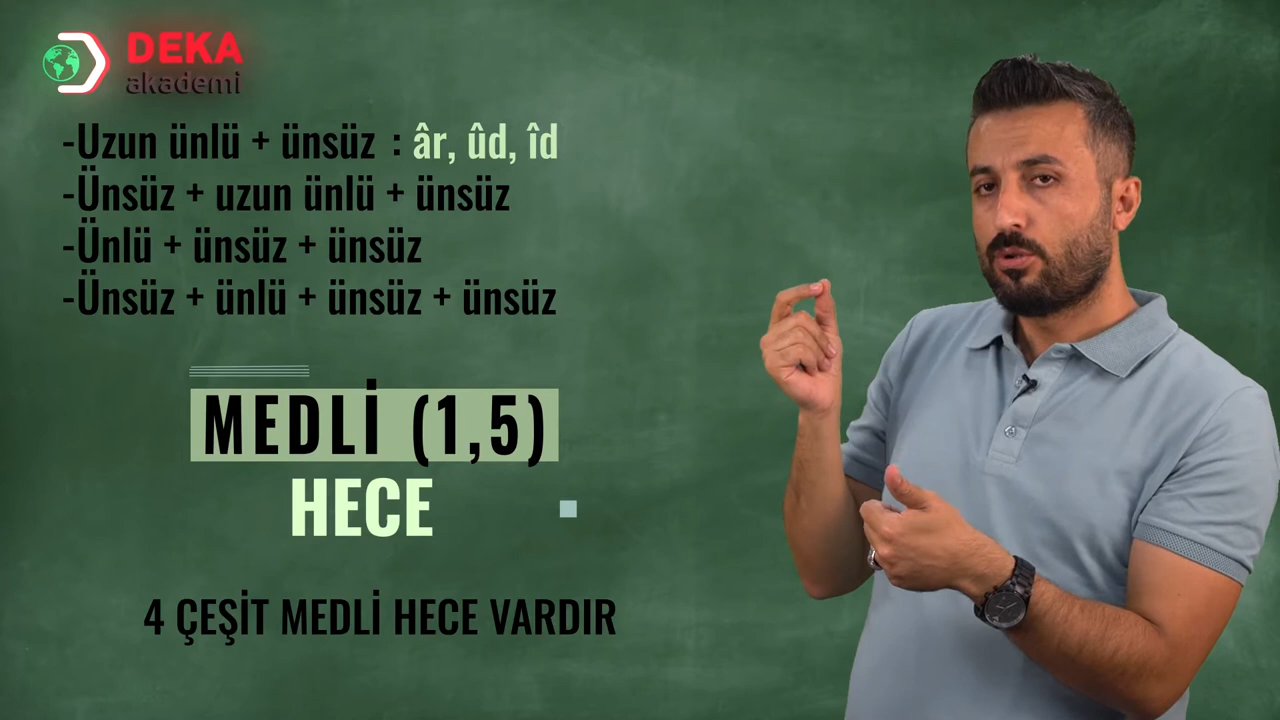 DEKA
akademi
-Uzun ünlü + ünsüz : âr, ûd, îd
-Ünsüz + uzun ünlü + ünsüz
-Ünlü + ünsüz + ünsüz
-Ünsüz + ünlü + ünsüz + ünsüz
MEDLİ (1,5)
HECE
4 ÇEŞİT MEDLİ HECE VARDIR